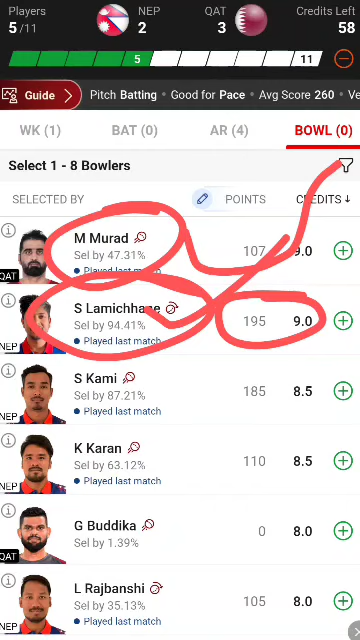 Players
NEP
QAT
Credits Left
5/11
2
3
58
5
11
Guide
Pitch Batting • Good for Pace • Avg Score 260 • Ve
WK (1)
BAT (0)
AR (4)
BOWL (0)
Select 1 - 8 Bowlers
SELECTED BY
POINTS
CREDITS↓
M Murad
Sel by 47.31%
107
9.0
Played last match
QAT
S Lamichhane
Sel by 94.41%
195
9.0
Played last match
NEP
S Kami
Sel by 87.21%
185
8.5
Played last match
NEP
K Karan
Sel by 63.12%
110
8.5
Played last match
NEP
G Buddika
Sel by 1.39%
0
8.0
QAT
L Rajbanshi
Sel by 35.13%
105
8.0
Played last match
NEP